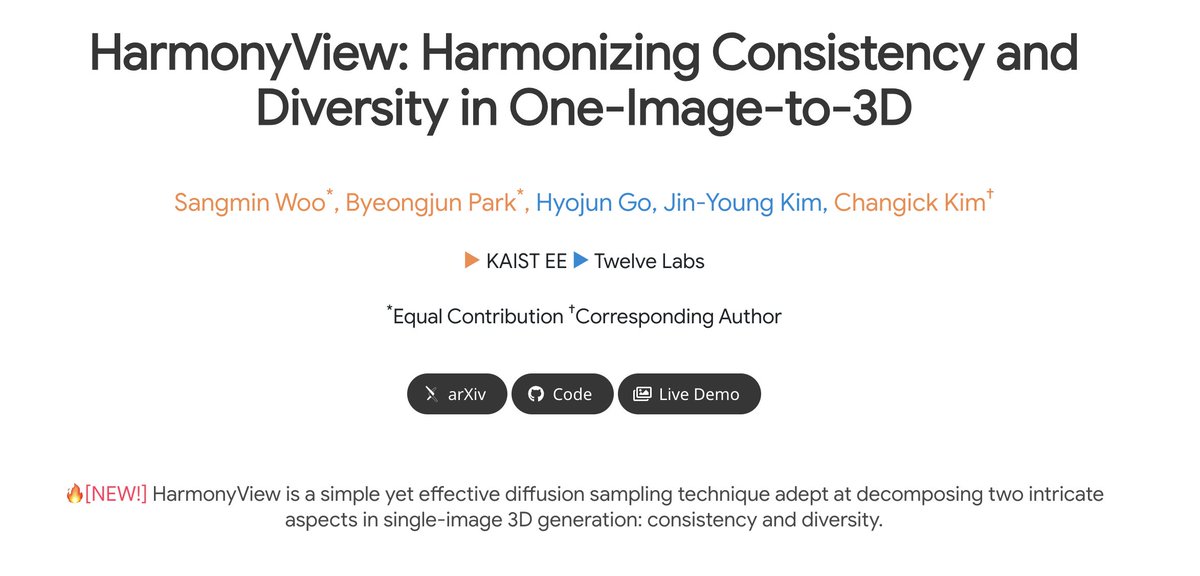 HarmonyView: Harmonizing Consistency and
Diversity in One-Image-to-3D
Sangmin Woo*, Byeongjun Park*, Hyojun Go, Jin-Young Kim, Changick Kim†
▶ KAIST EE ▶ Twelve Labs
*Equal Contribution †Corresponding Author
arXiv Code Live Demo
🔥[NEW!] HarmonyView is a simple yet effective diffusion sampling technique adept at decomposing two intricate
aspects in single-image 3D generation: consistency and diversity.